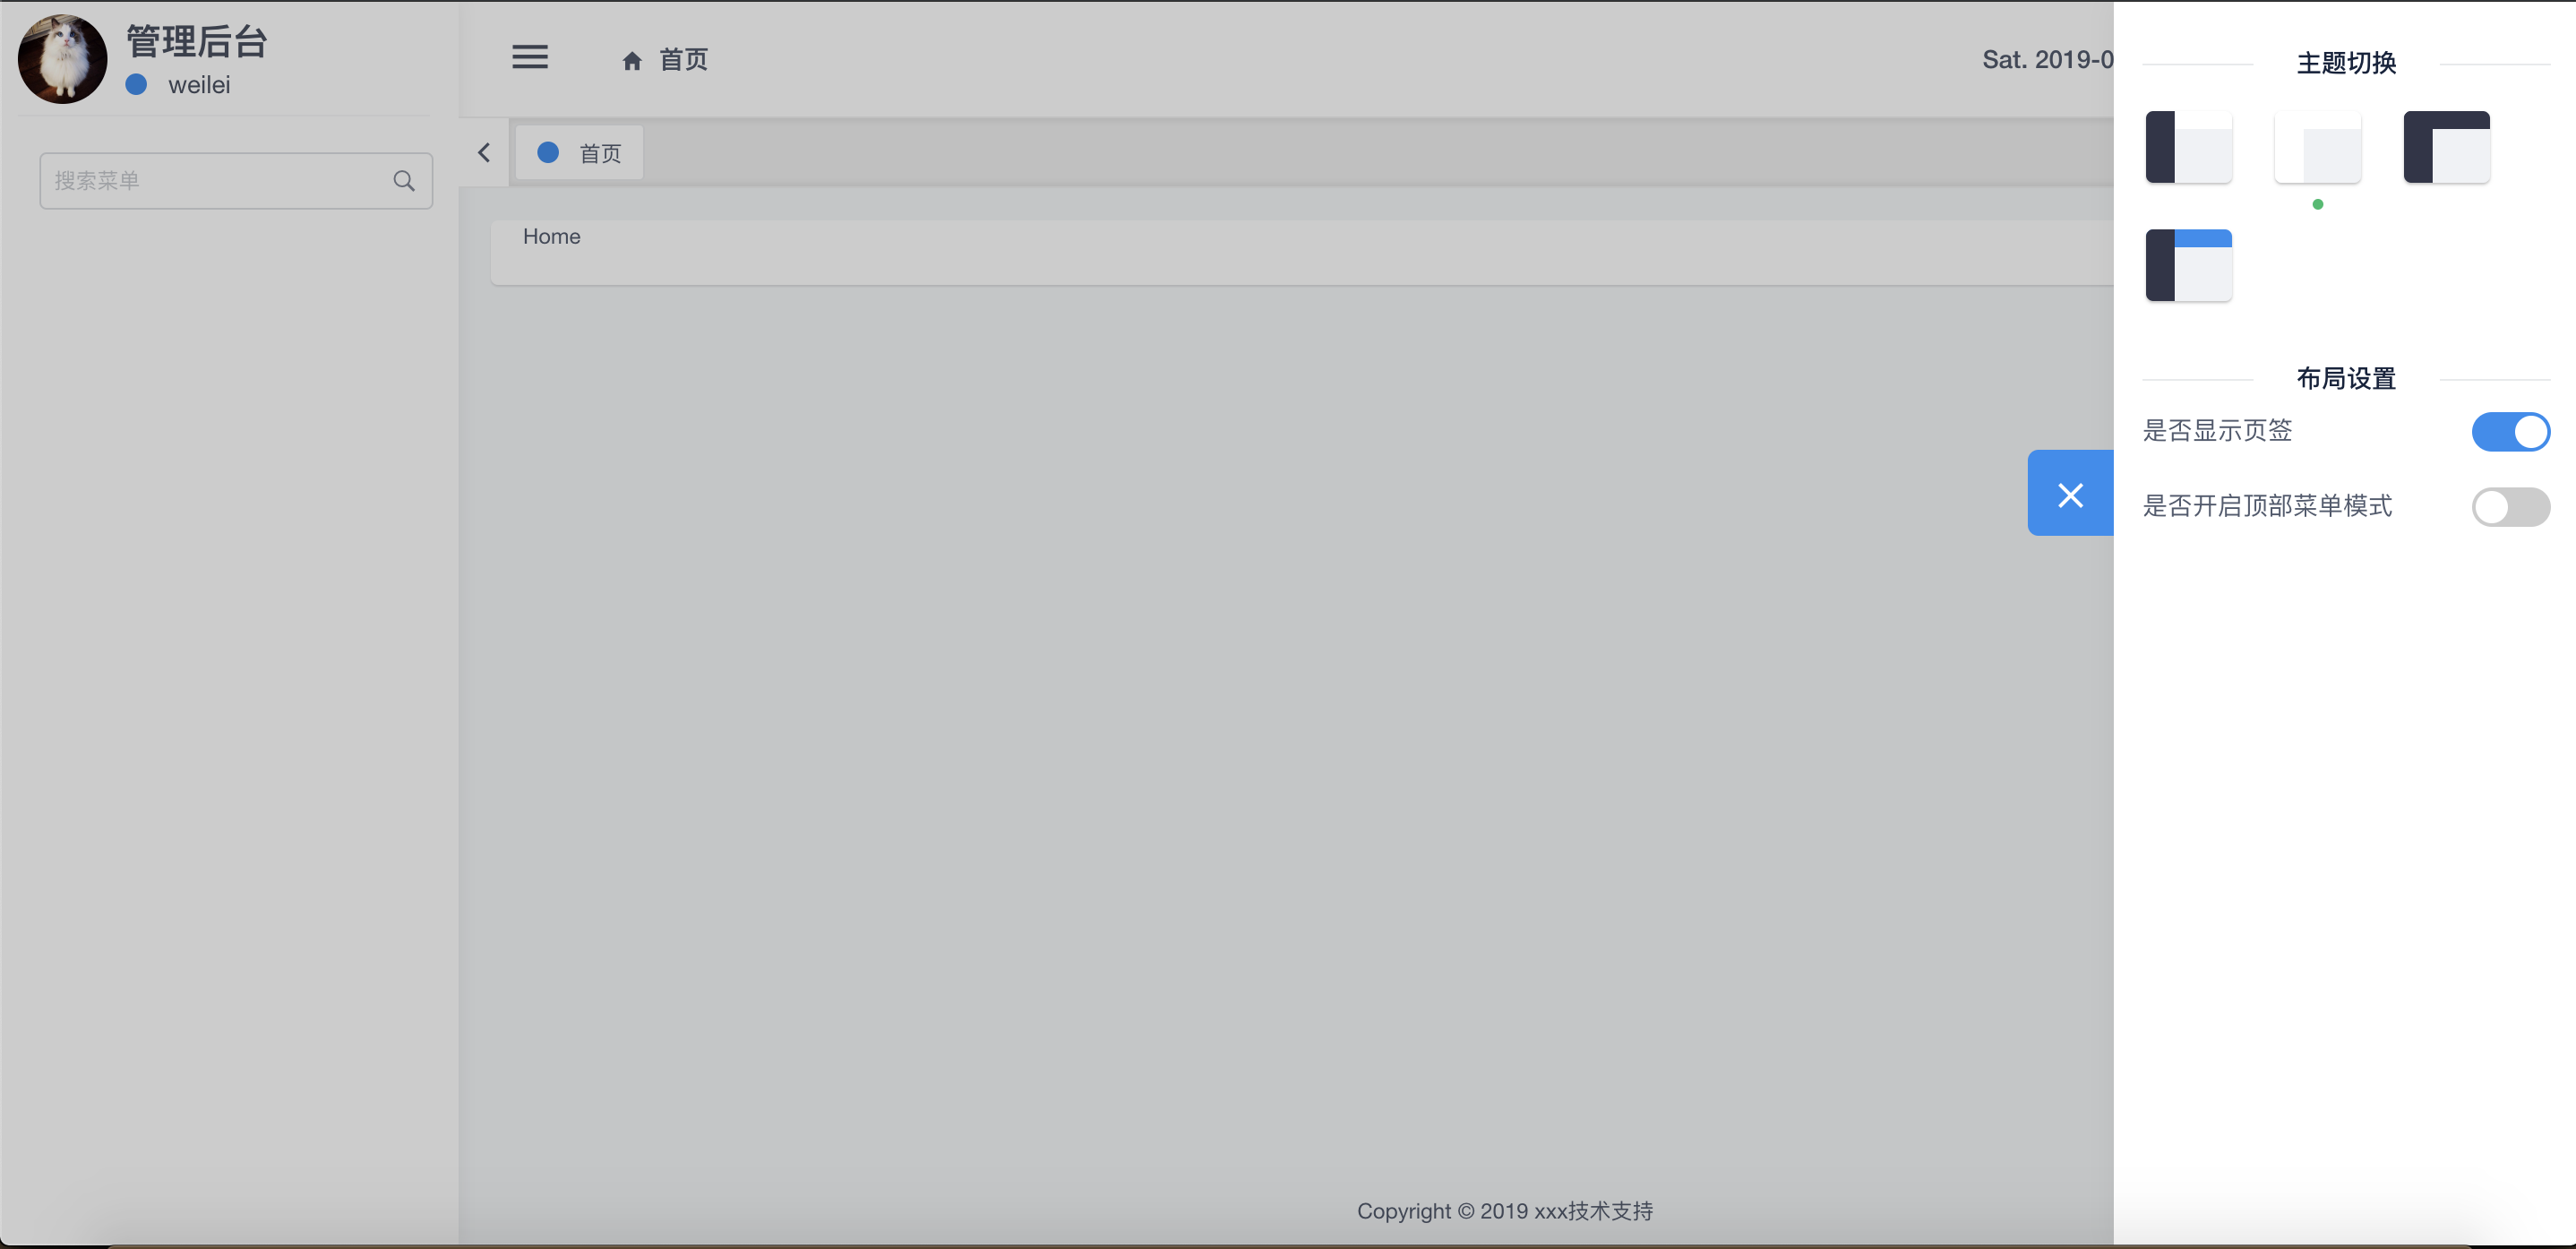 管理后台
weilei
搜索菜单
首页
Sat. 2019-0
首页
Home
Copyright © 2019 xxx技术支持
主题切换
布局设置
是否显示页签
是否开启顶部菜单模式